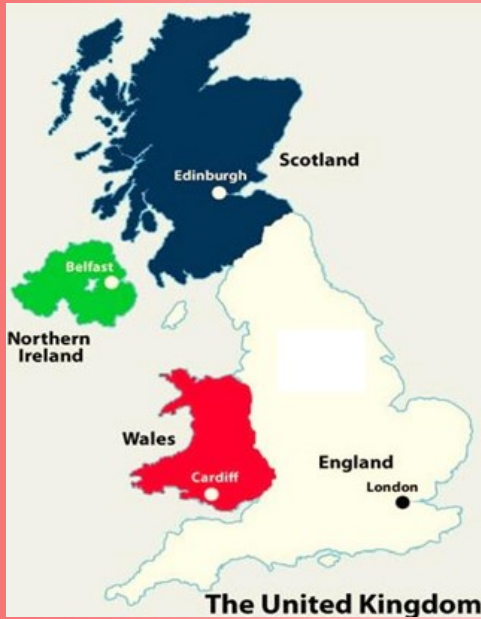 Scotland
Edinburgh
Belfast
Northern
Ireland
Wales
Cardiff
England
London
The United Kingdom